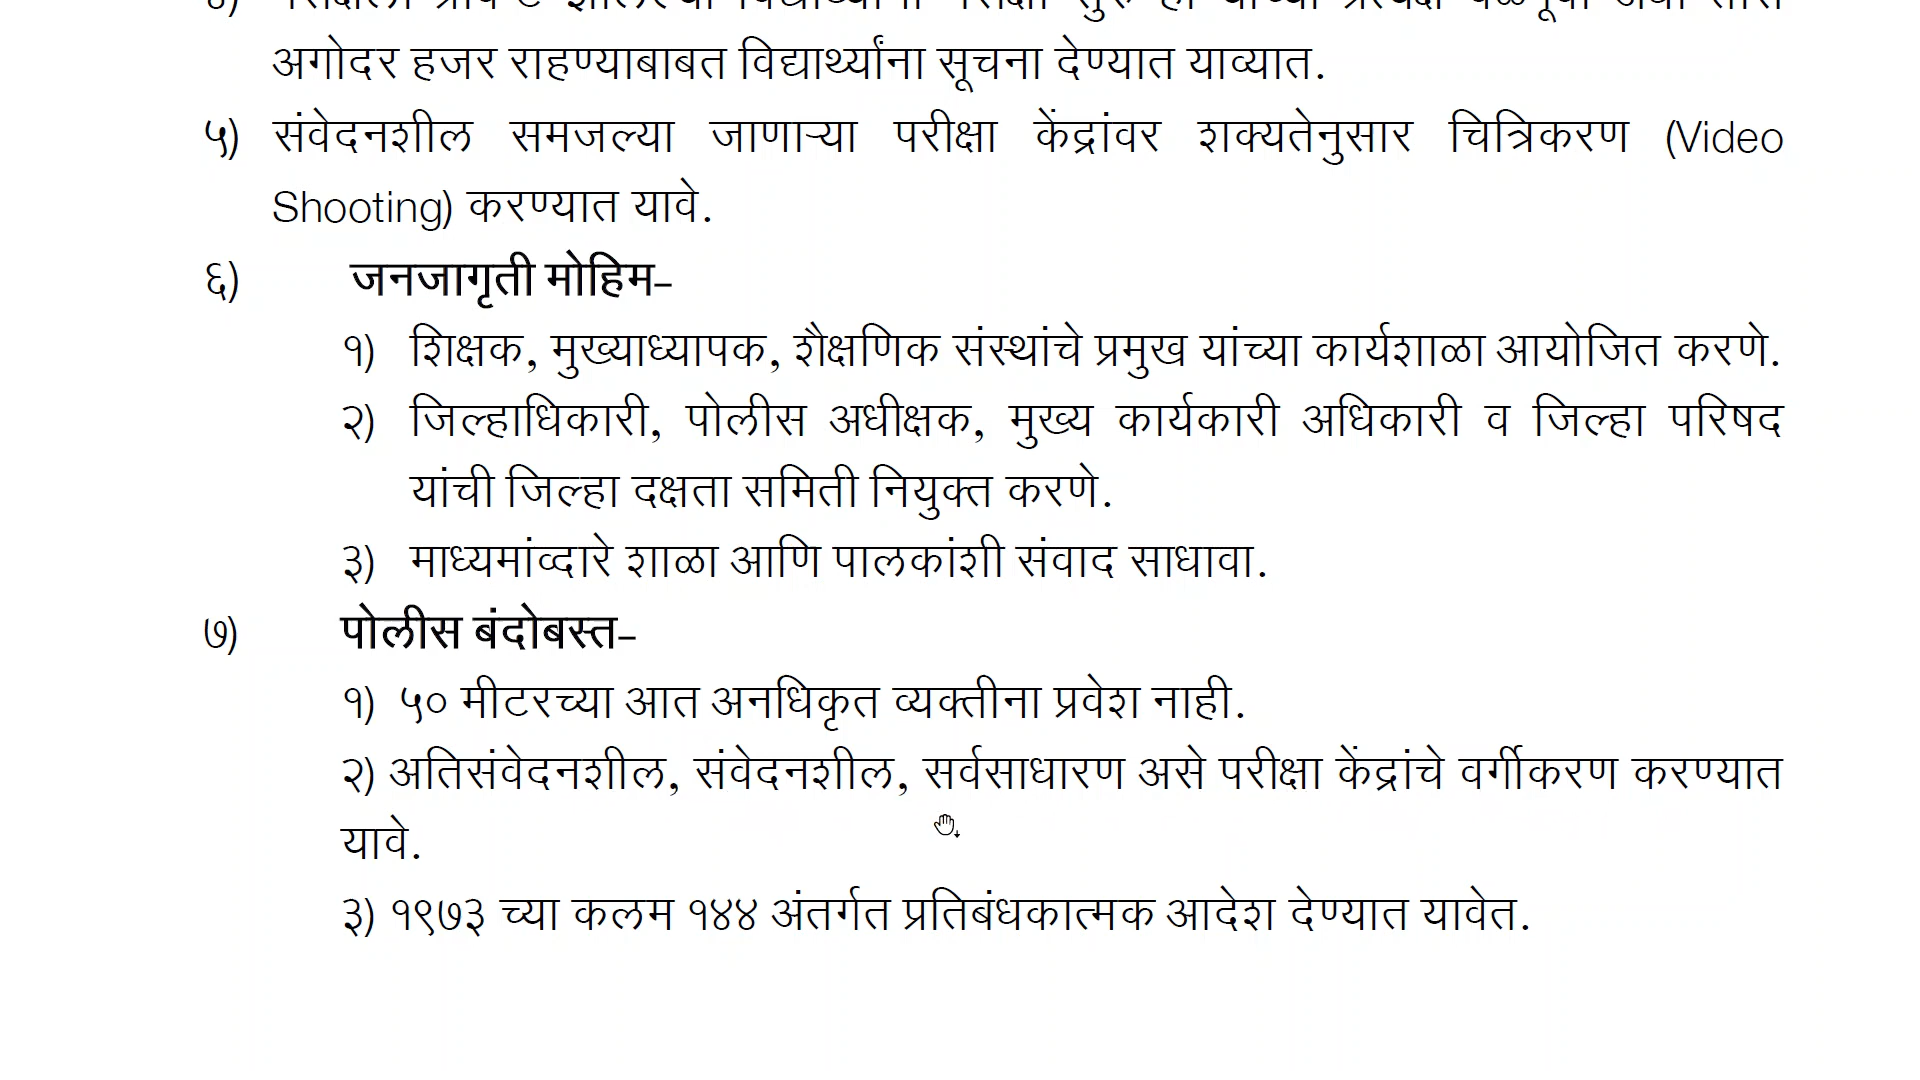 अगोदर हजर राहण्याबाबत विद्यार्थ्यांना सूचना देण्यात याव्यात.
५) संवेदनशील समजल्या जाणाऱ्या परीक्षा केंद्रांवर शक्यतेनुसार चित्रिकरण (Video
Shooting) करण्यात यावे.
६) जनजागृती मोहिम–
१) शिक्षक, मुख्याध्यापक, शैक्षणिक संस्थांचे प्रमुख यांच्या कार्यशाळा आयोजित करणे.
२) जिल्हाधिकारी, पोलीस अधीक्षक, मुख्य कार्यकारी अधिकारी व जिल्हा परिषद
यांची जिल्हा दक्षता समिती नियुक्त करणे.
३) माध्यमांव्दारे शाळा आणि पालकांशी संवाद साधावा.
७) पोलीस बंदोबस्त–
१) ५० मीटरच्या आत अनधिकृत व्यक्तीना प्रवेश नाही.
२) अतिसंवेदनशील, संवेदनशील, सर्वसाधारण असे परीक्षा केंद्रांचे वर्गीकरण करण्यात
यावे.
३) १९७३ च्या कलम १४४ अंतर्गत प्रतिबंधकात्मक आदेश देण्यात यावेत.